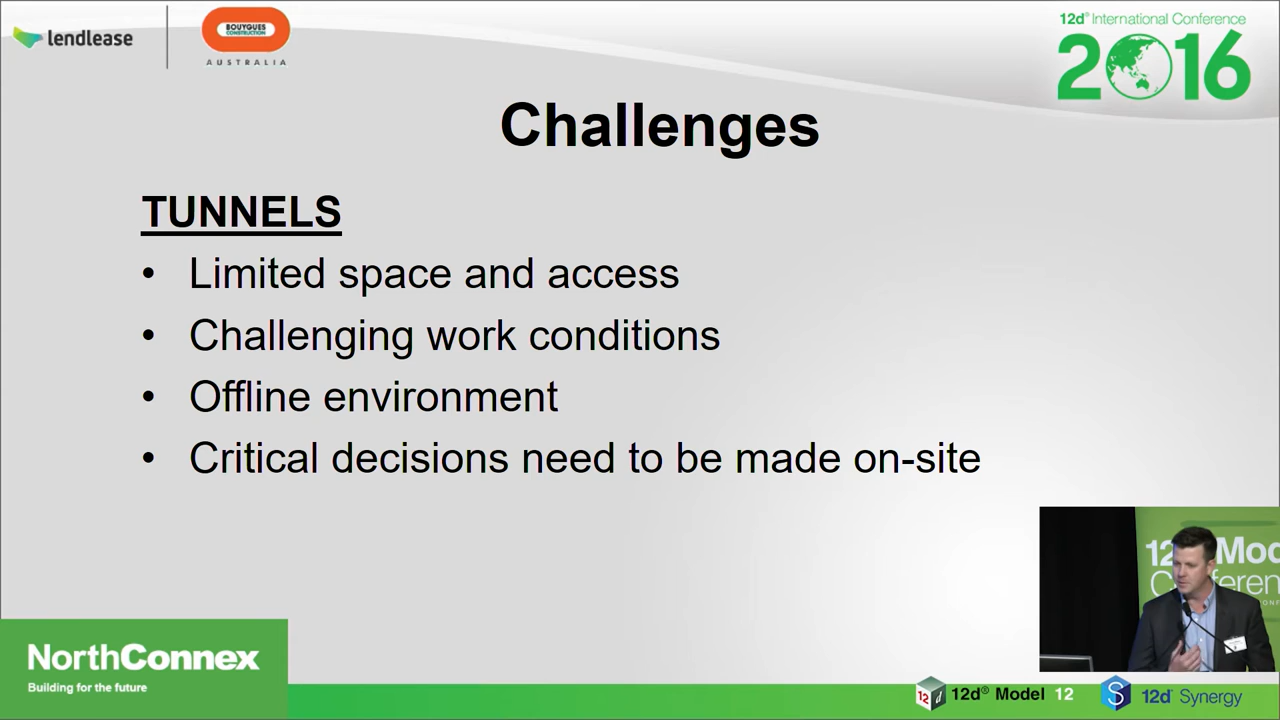 lendlease
BOUYGUES
CONSTRUCTION
AUSTRALIA
12d® International Conference
2016
Challenges
TUNNELS
• Limited space and access
• Challenging work conditions
• Offline environment
• Critical decisions need to be made on-site
NorthConnex
Building for the future
12d® Model 12
12d Synergy